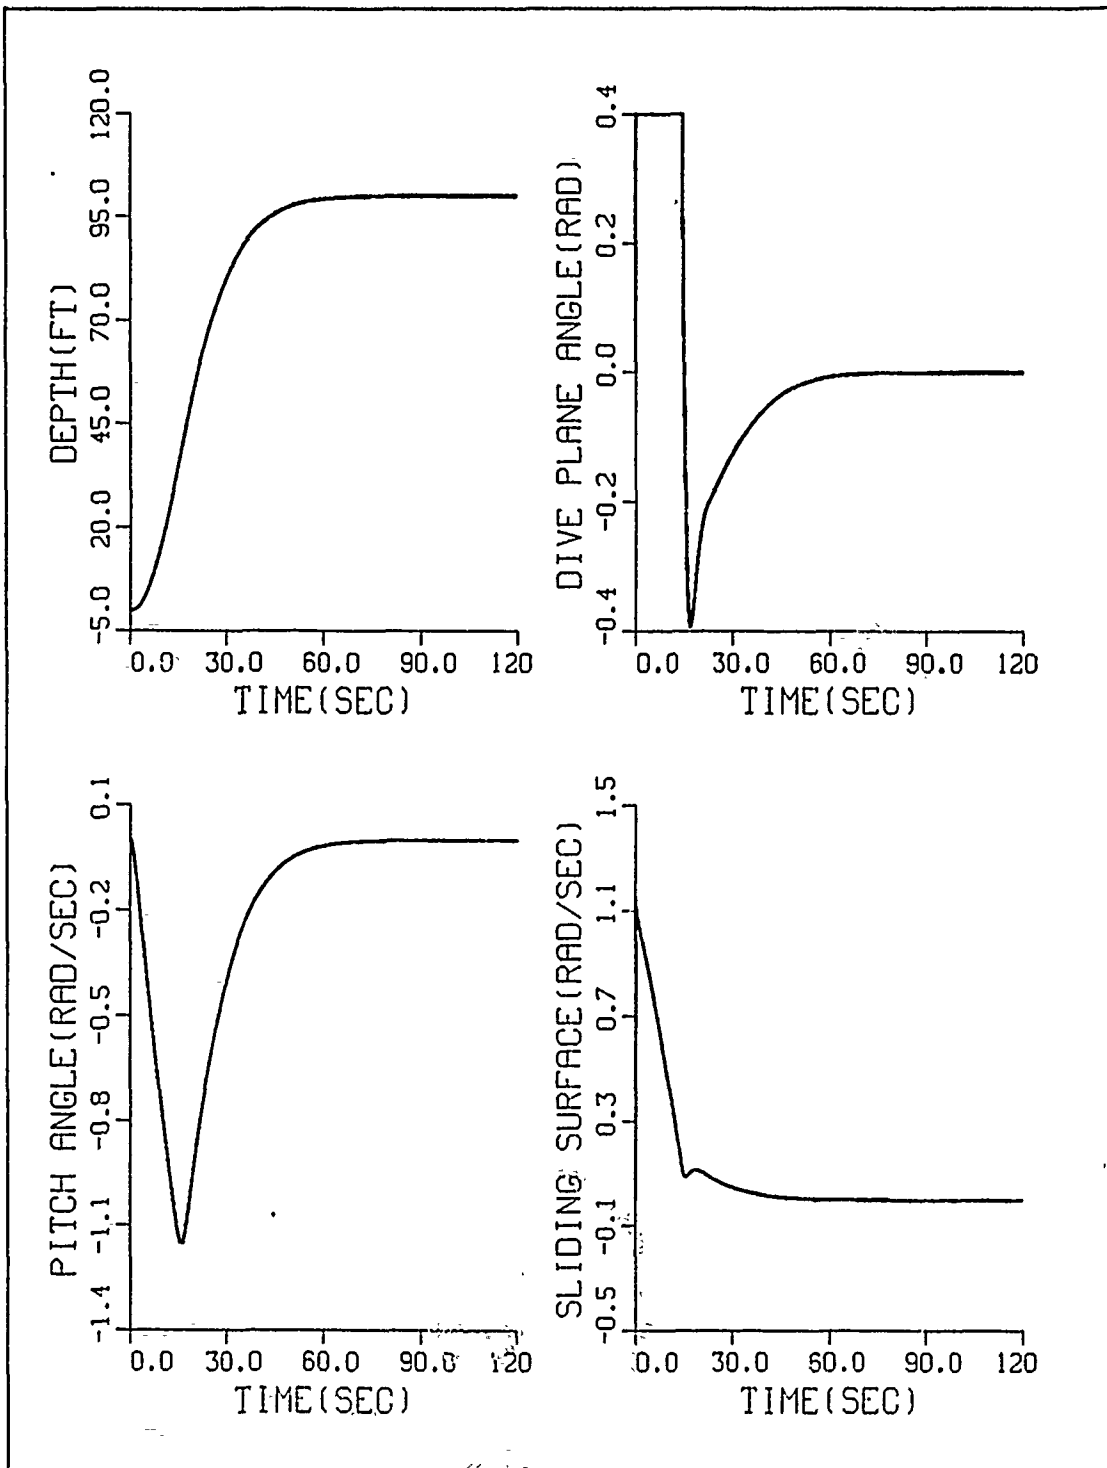 DEPTH(FT)
120.0
95.0
70.0
45.0
20.0
-5.0
0.0 30.0 60.0 90.0 120
TIME(SEC)
DIVE PLANE ANGLE(RAD)
0.4
0.2
0.0
-0.2
-0.4
0.0 30.0 60.0 90.0 120
TIME(SEC)
PITCH ANGLE(RAD/SEC)
0.1
-0.2
-0.5
-0.8
-1.1
-1.4
0.0 30.0 60.0 90.0 120
TIME(SEC)
SLIDING SURFACE(RAD/SEC)
1.5
1.1
0.7
0.3
-0.1
-0.5
0.0 30.0 60.0 90.0 120
TIME(SEC)